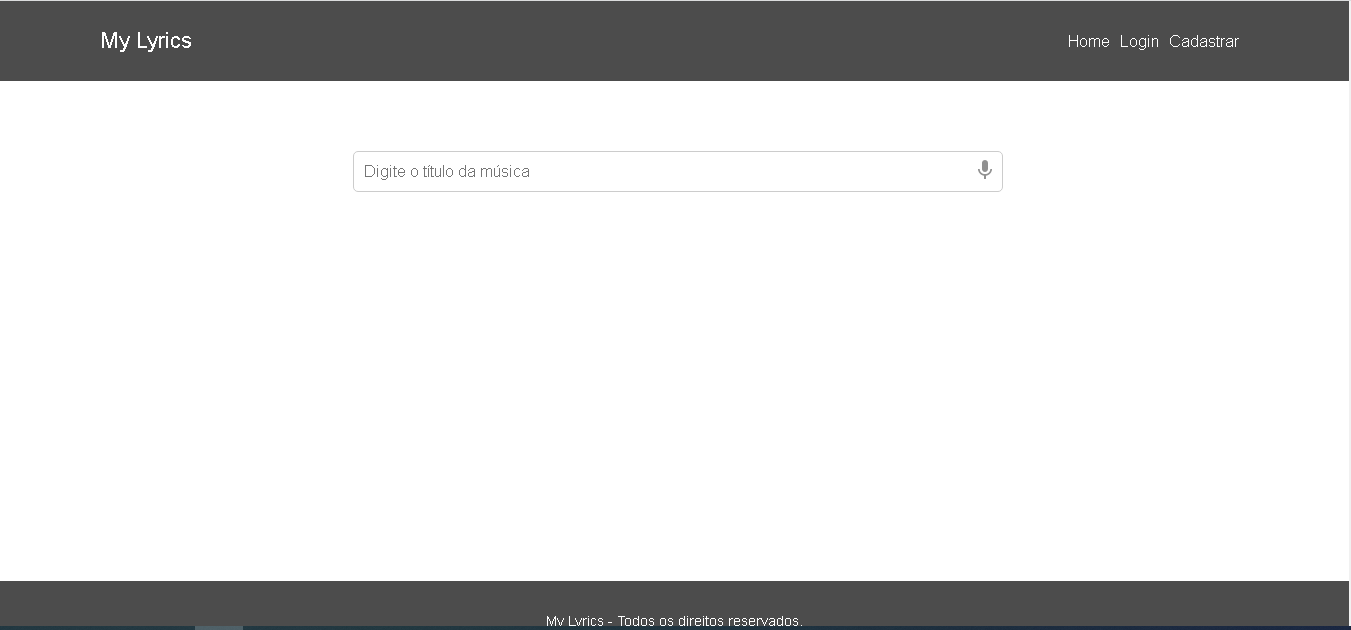 My Lyrics
Home Login Cadastrar
Digite o título da música
My Lyrics - Todos os direitos reservados.